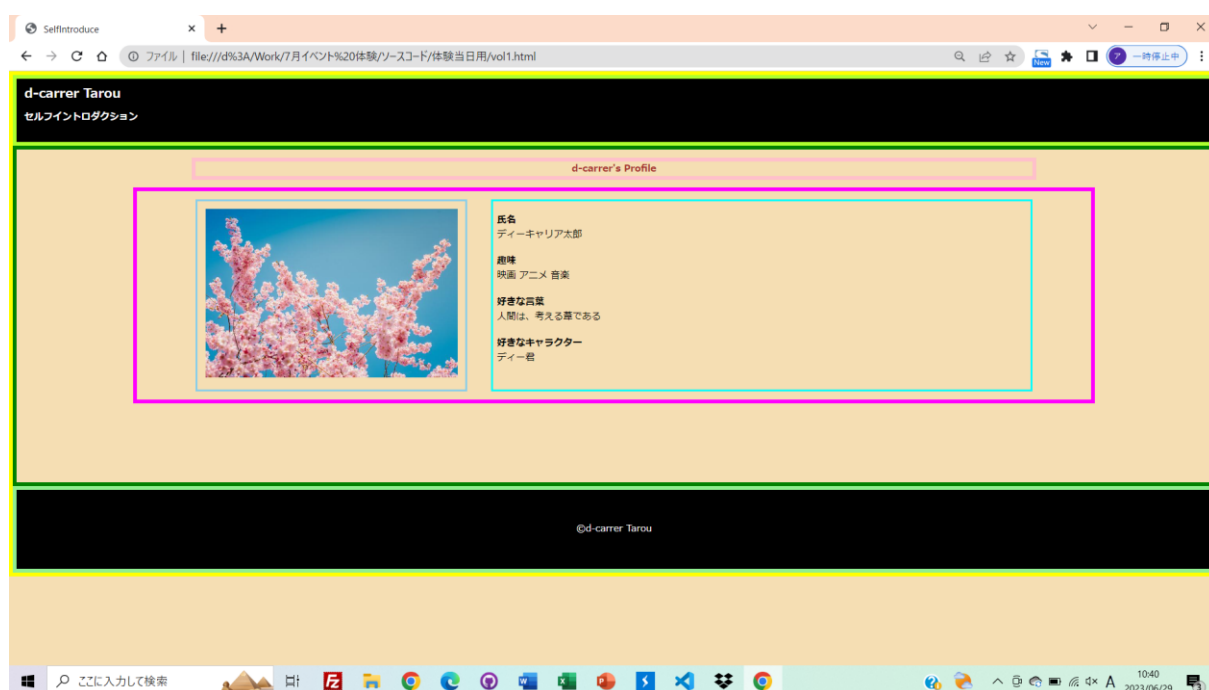 SelfIntroduce
ファイル | file:///d%3A/Work/7月イベント%20体験/ソースコード/体験当日用/vol1.html
New
ア 一時停止中
d-carrer Tarou
セルフイントロダクション
d-carrer's Profile
氏名
ディーキャリア太郎
趣味
映画 アニメ 音楽
好きな言葉
人間は、考える葦である
好きなキャラクター
ディー君
©d-carrer Tarou
ここに入力して検索
A
10:40
2023/06/29